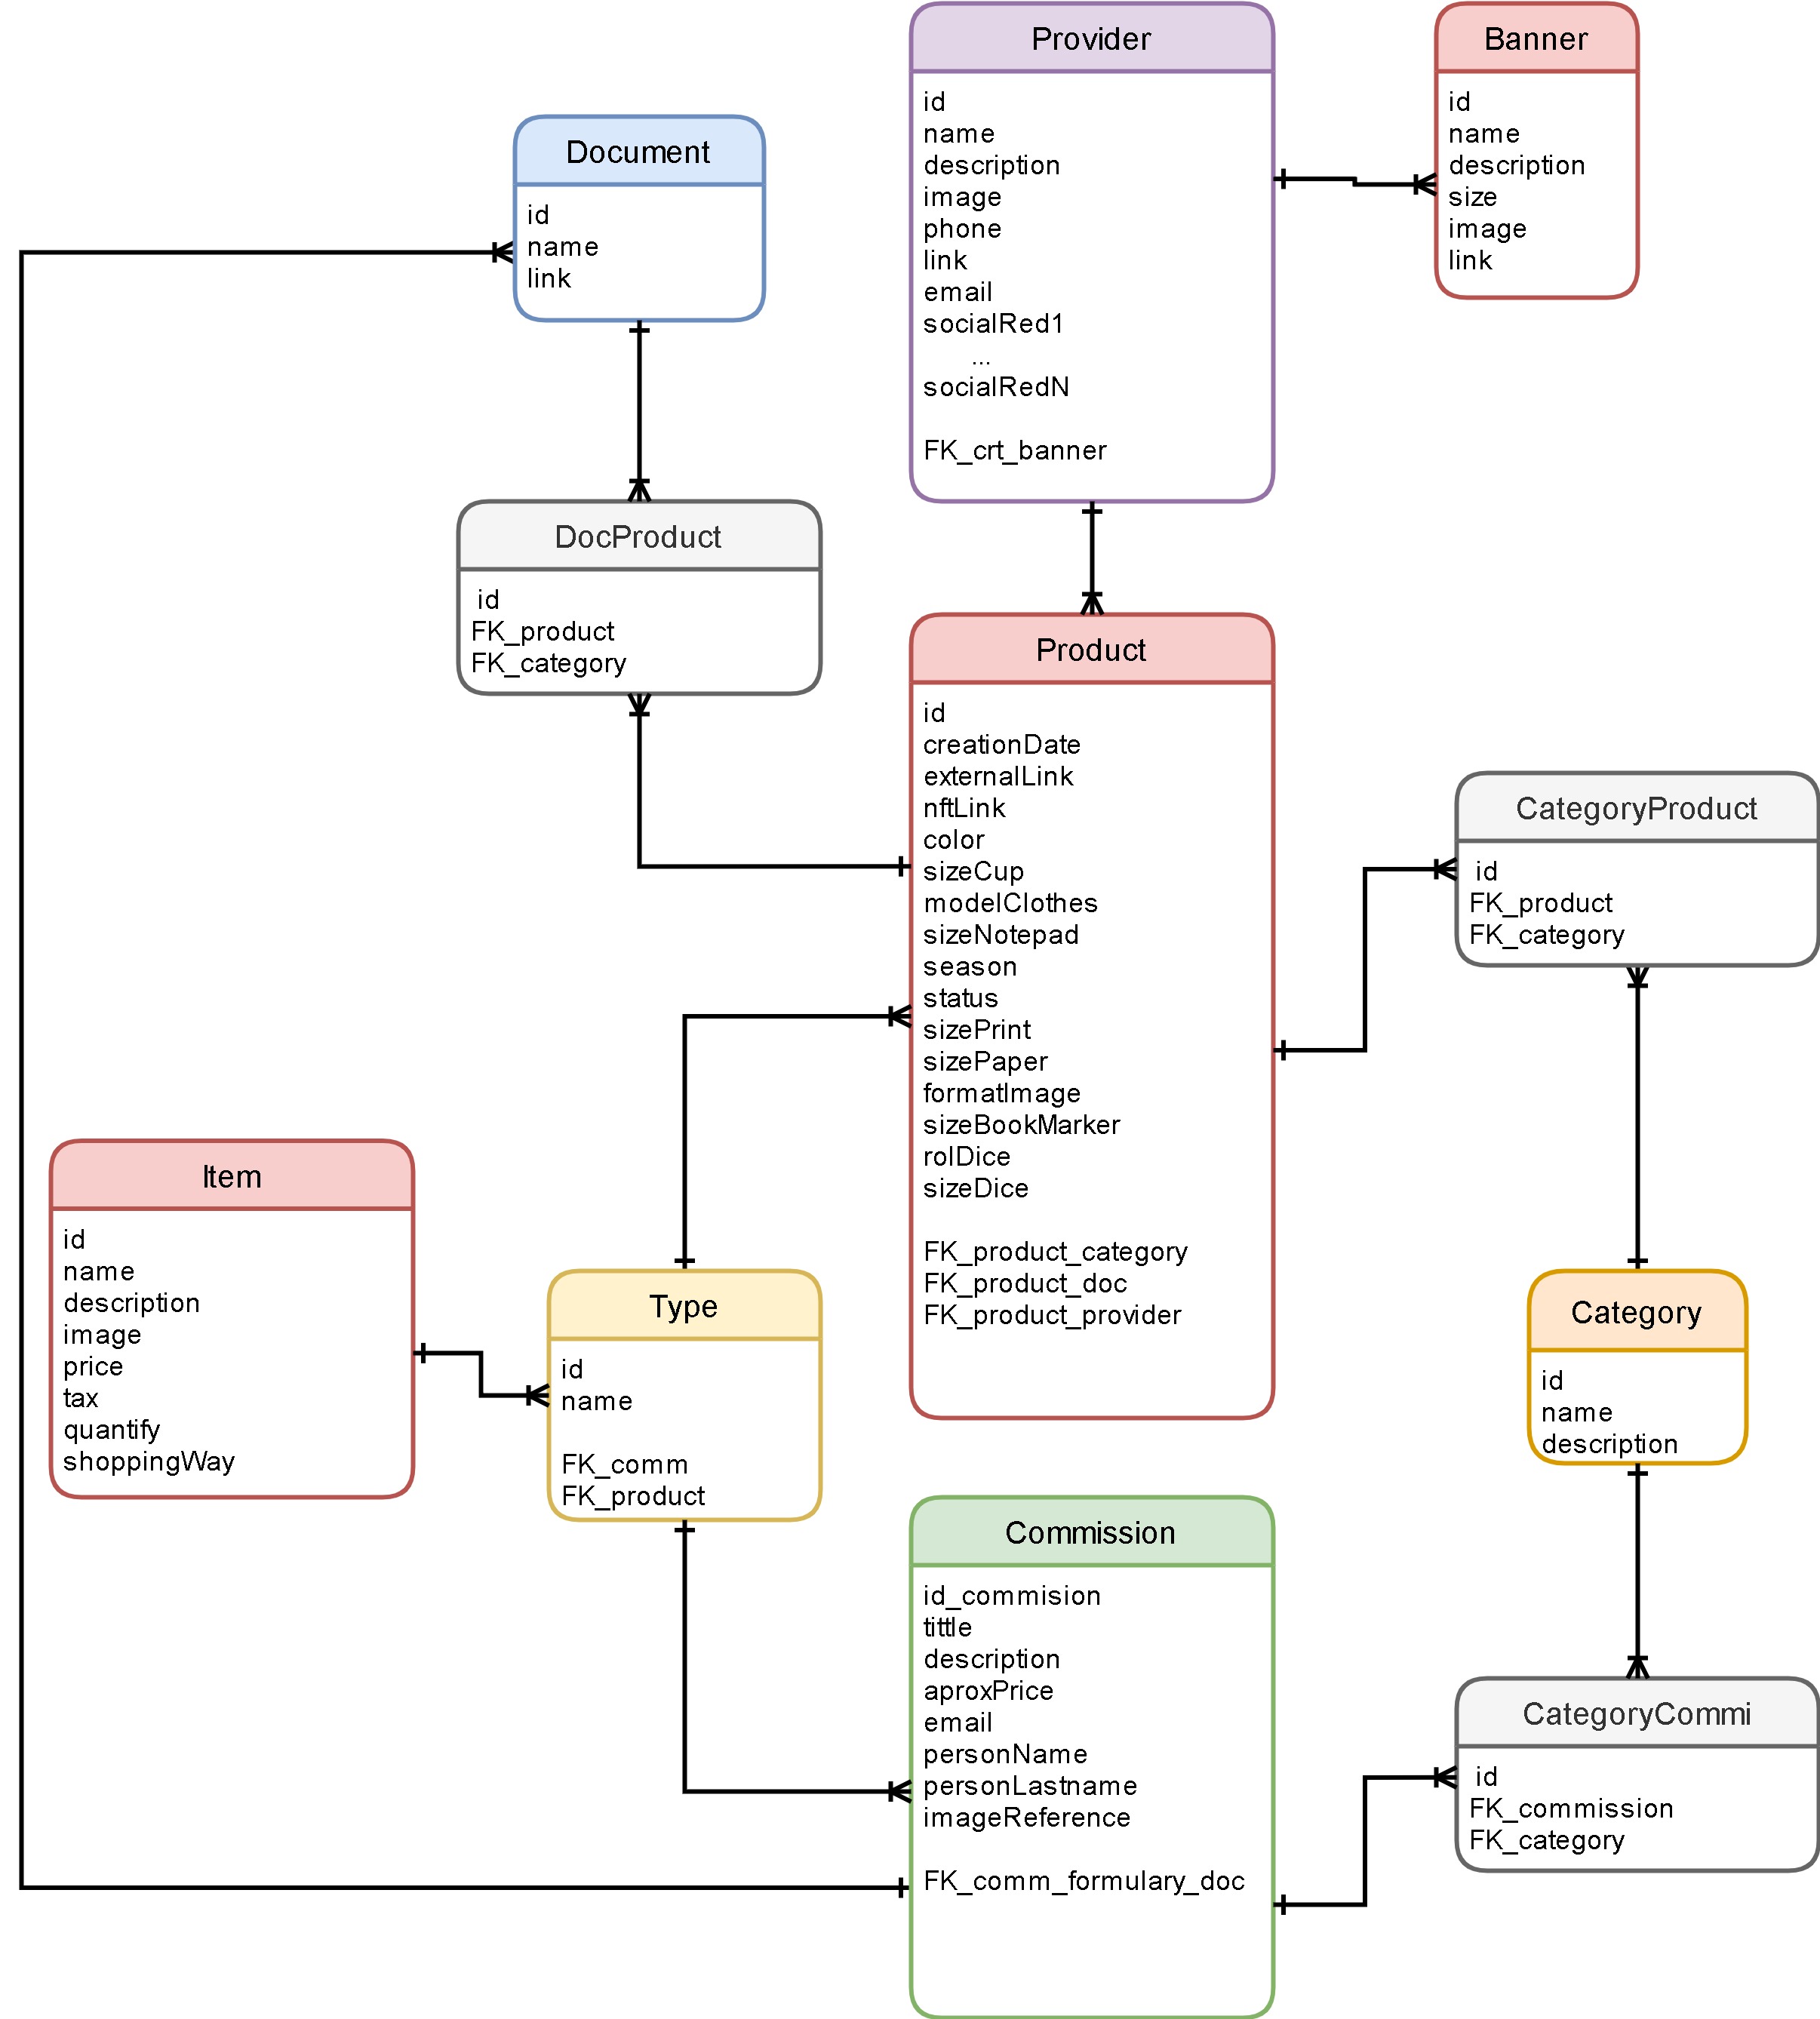 Provider
id
name
description
image
phone
link
email
socialRed1
...
socialRedN
FK_crt_banner
Banner
id
name
description
size
image
link
Document
id
name
link
DocProduct
id
FK_product
FK_category
Product
id
creationDate
externalLink
nftLink
color
sizeCup
modelClothes
sizeNotepad
season
status
sizePrint
sizePaper
formatImage
sizeBookMarker
rolDice
sizeDice
FK_product_category
FK_product_doc
FK_product_provider
CategoryProduct
id
FK_product
FK_category
Item
id
name
description
image
price
tax
quantify
shoppingWay
Type
id
name
FK_comm
FK_product
Category
id
name
description
Commission
id_commision
tittle
description
aproxPrice
email
personName
personLastname
imageReference
FK_comm_formulary_doc
CategoryCommi
id
FK_commission
FK_category